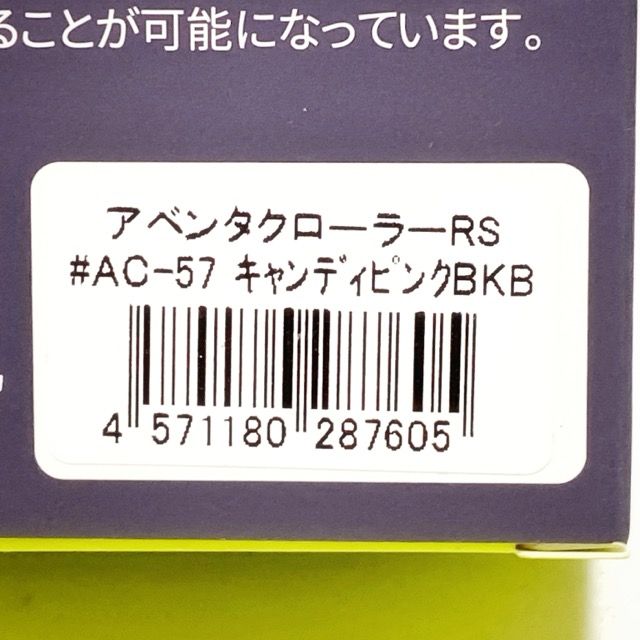 ることが可能になっています。
アベンタクローラーRS
#AC-57 キャンディピンクBKB
4 571180 287605